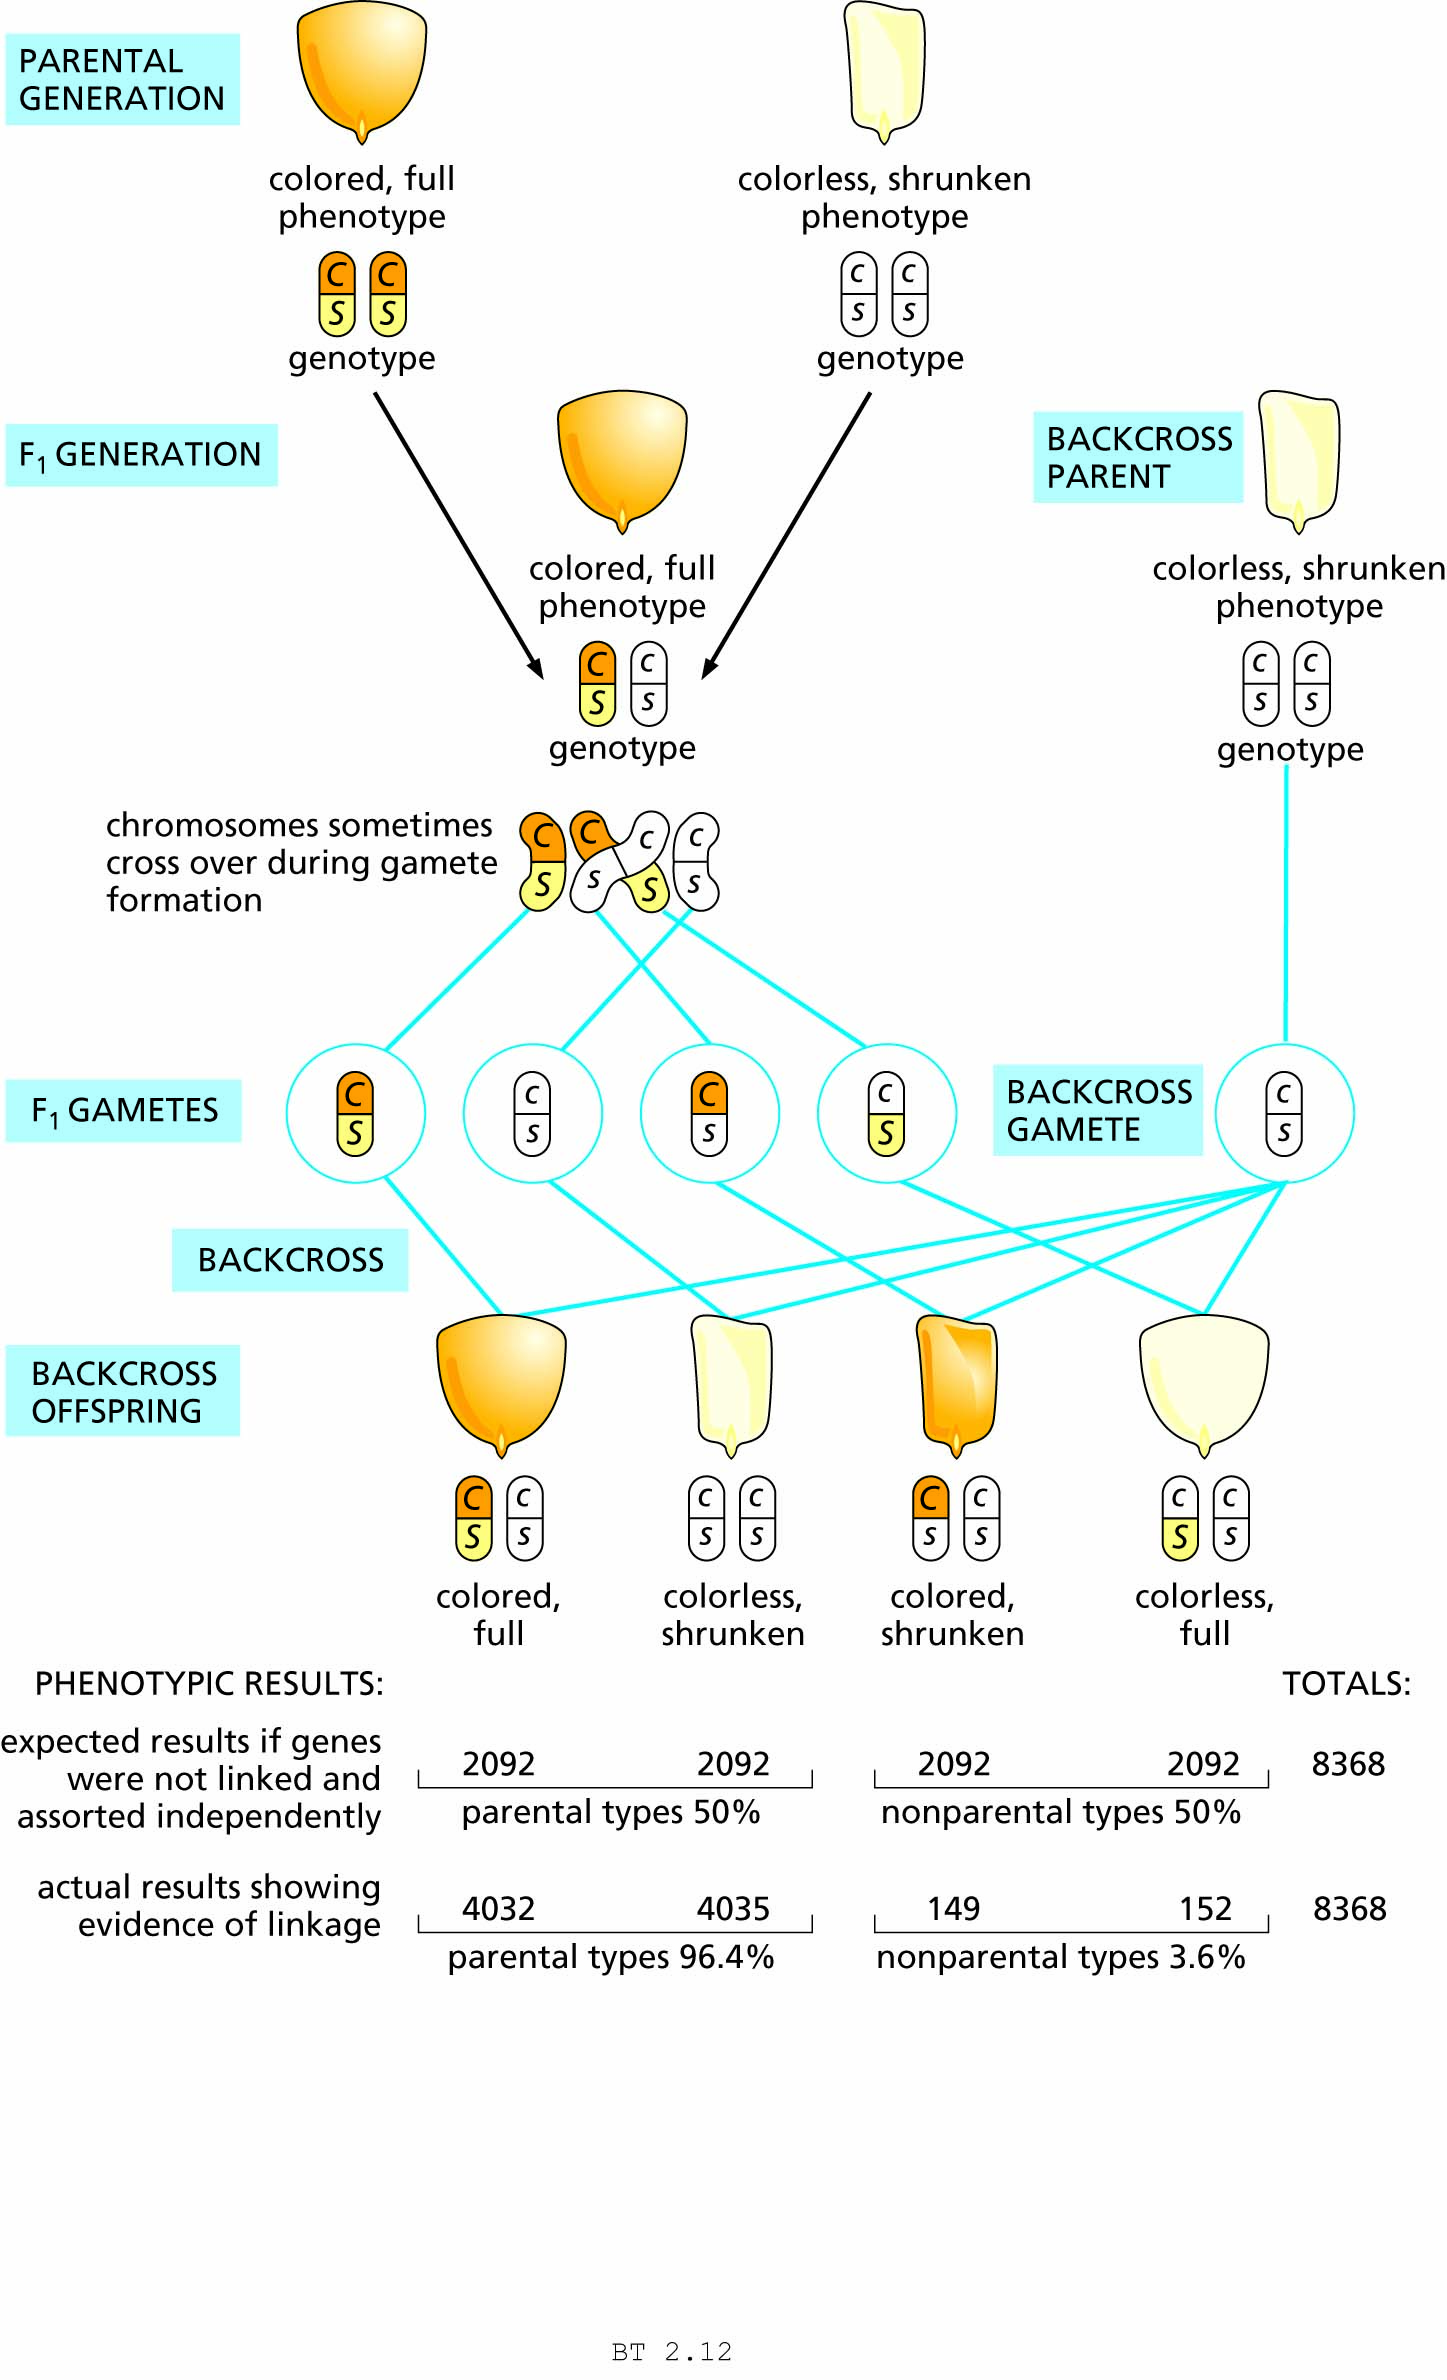 PARENTAL
GENERATION
colored, full
phenotype
C C
S S
genotype
colorless, shrunken
phenotype
c c
s s
genotype
F1 GENERATION
colored, full
phenotype
C c
S s
genotype
BACKCROSS
PARENT
colorless, shrunken
phenotype
c c
s s
genotype
chromosomes sometimes
cross over during gamete
formation
C C c c
S s S s
F1 GAMETES
C c C c
S s s S
BACKCROSS
GAMETE
c
s
BACKCROSS
BACKCROSS
OFFSPRING
C c c c C c c c
S s s s s s S s
colored,
full
colorless,
shrunken
colored,
shrunken
colorless,
full
PHENOTYPIC RESULTS:
TOTALS:
expected results if genes
were not linked and
assorted independently
2092 2092 2092 2092 8368
parental types 50% nonparental types 50%
actual results showing
evidence of linkage
4032 4035 149 152 8368
parental types 96.4% nonparental types 3.6%
BT 2.12